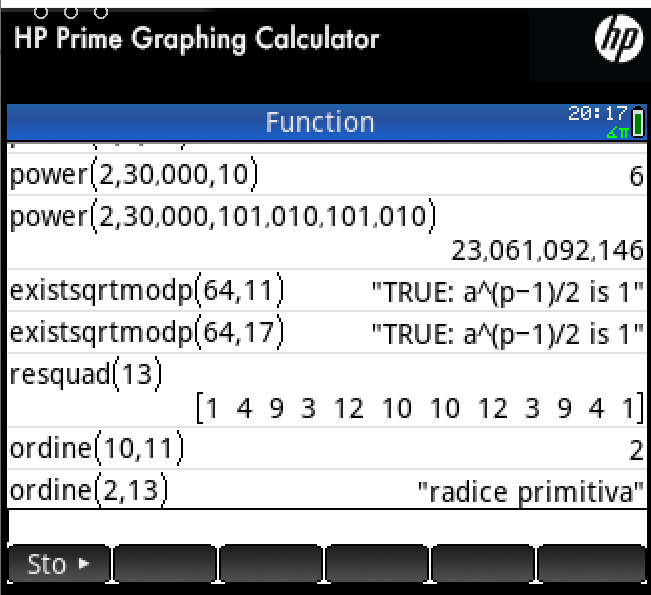 HP Prime Graphing Calculator
hp
Function
20:17
∡π
power(2,30,000,10)
6
power(2,30,000,101,010,101,010)
23,061,092,146
existsqrtmodp(64,11)
"TRUE: a^(p−1)/2 is 1"
existsqrtmodp(64,17)
"TRUE: a^(p−1)/2 is 1"
resquad(13)
[1 4 9 3 12 10 10 12 3 9 4 1]
ordine(10,11)
2
ordine(2,13)
"radice primitiva"
Sto ▶